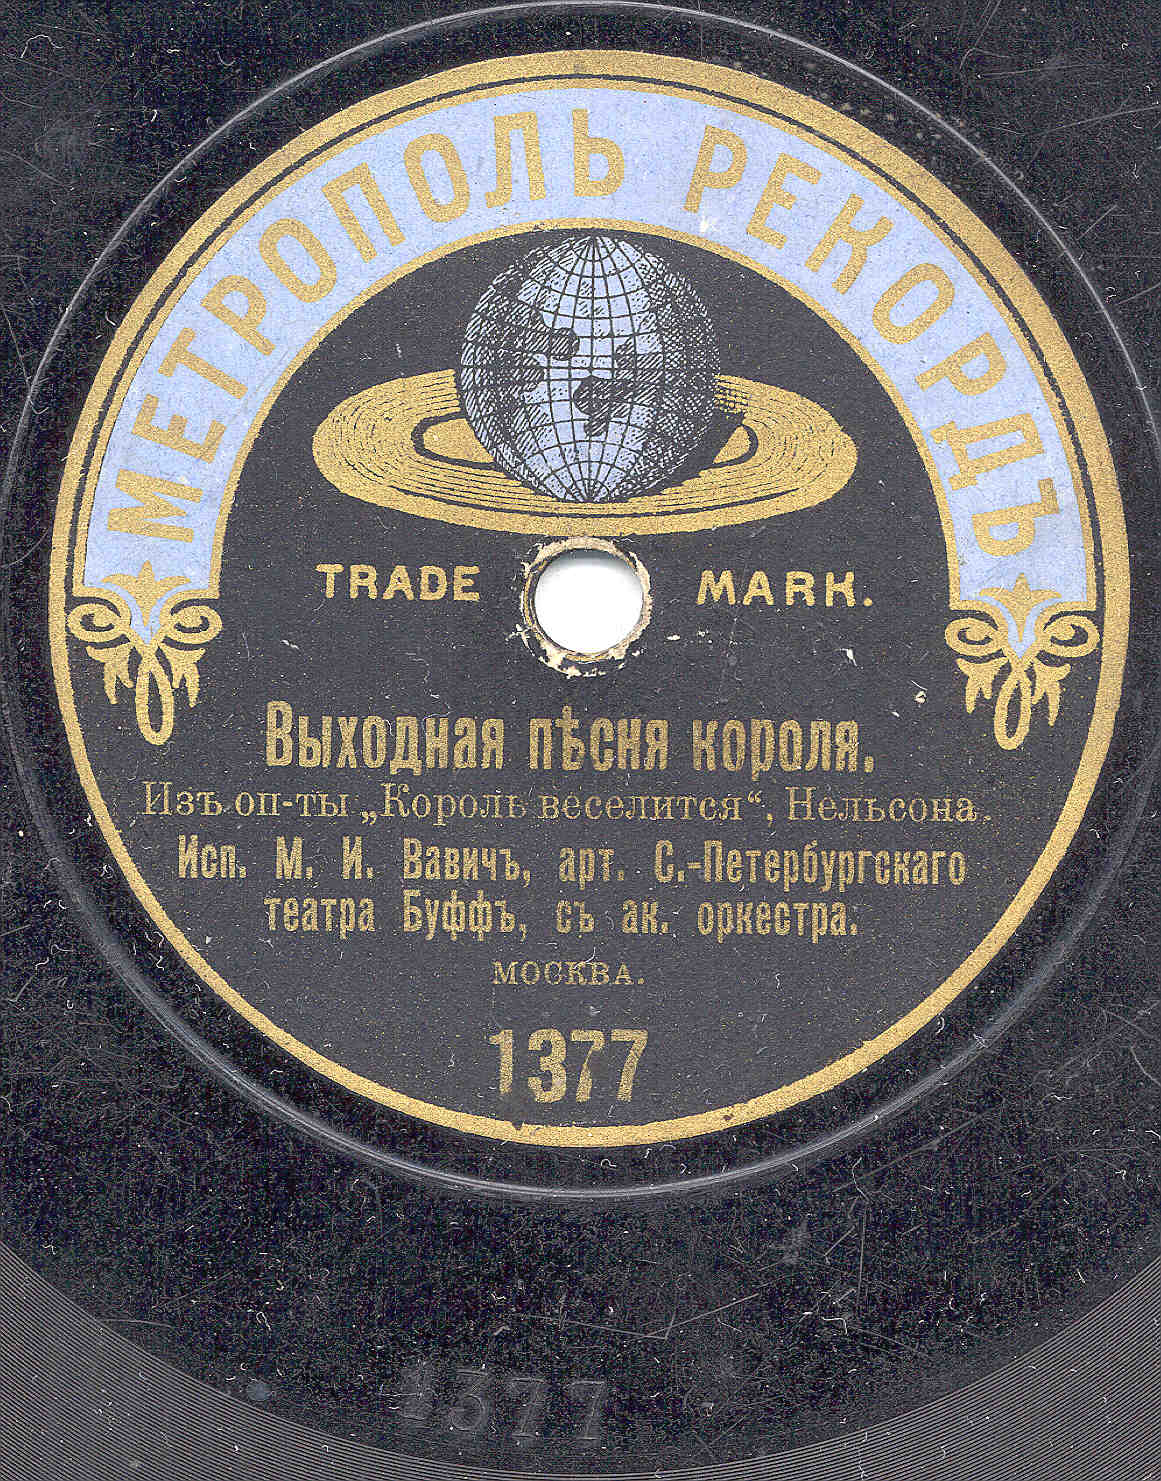 МЕТРОПОЛЬ РЕКОРДЪ
TRADE MARK.
Выходная пѣсня короля.
Изъ оп-ты „Король веселится“, Нельсона.
Исп. М. И. Вавичъ, арт. С.-Петербургскаго
театра Буффъ, съ ак. оркестра.
МОСКВА.
1377
1377